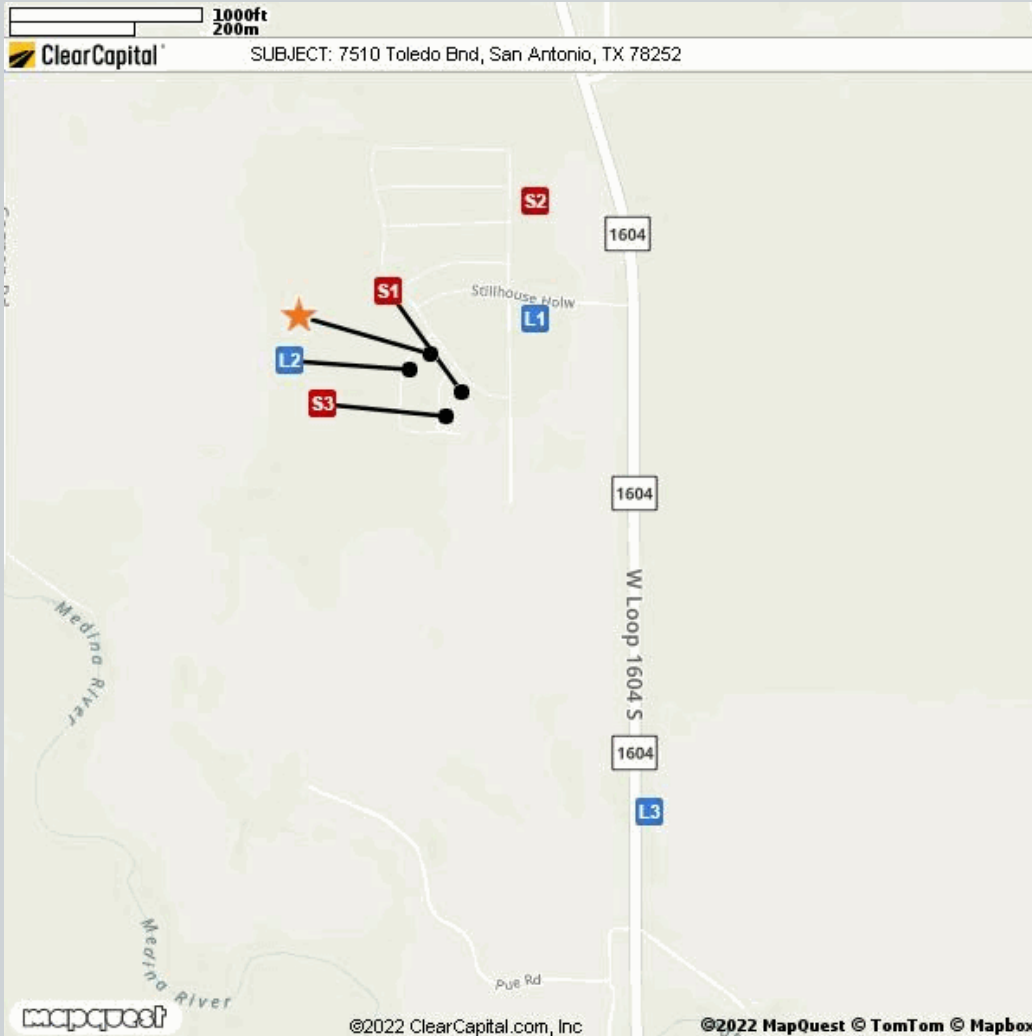 1000ft
200m
ClearCapital SUBJECT: 7510 Toledo Bnd, San Antonio, TX 78252
S2
1604
S1
Stillhouse Holw
L1
L2
S3
1604
W Loop 1604 S
Medina River
1604
L3
Medina River
Pue Rd
mapquest
©2022 ClearCapital.com, Inc
©2022 MapQuest © TomTom © Mapbox